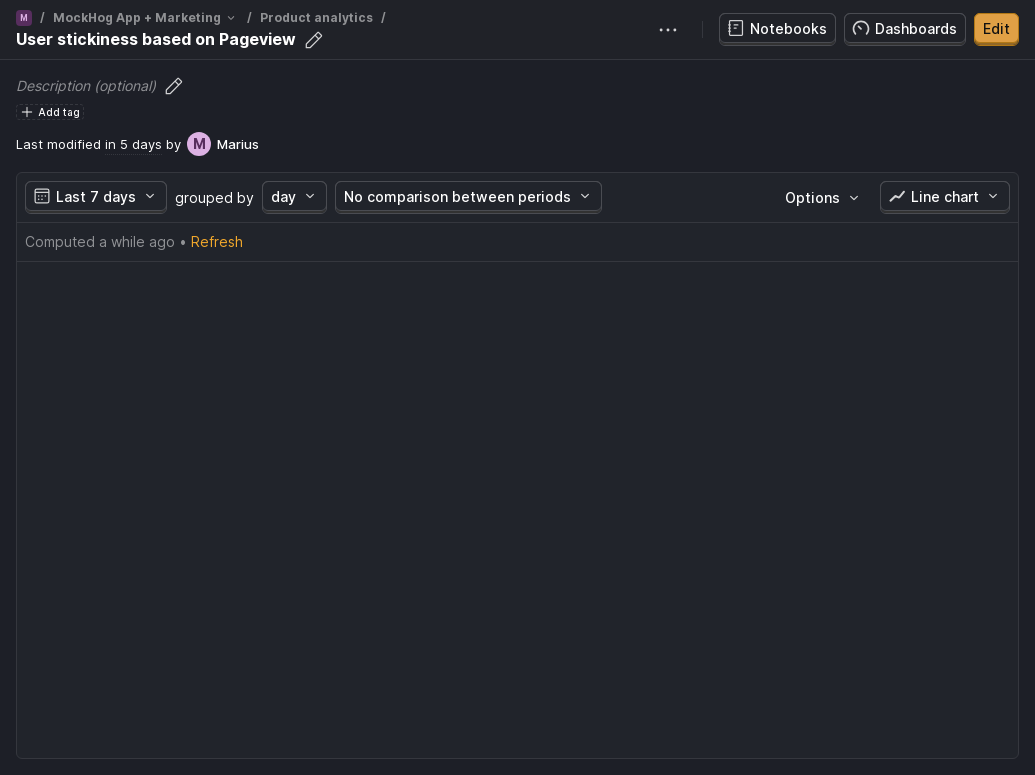 M / MockHog App + Marketing / Product analytics /
User stickiness based on Pageview
Notebooks Dashboards Edit
Description (optional)
Add tag
Last modified in 5 days by M Marius
Last 7 days grouped by day No comparison between periods Options Line chart
Computed a while ago • Refresh